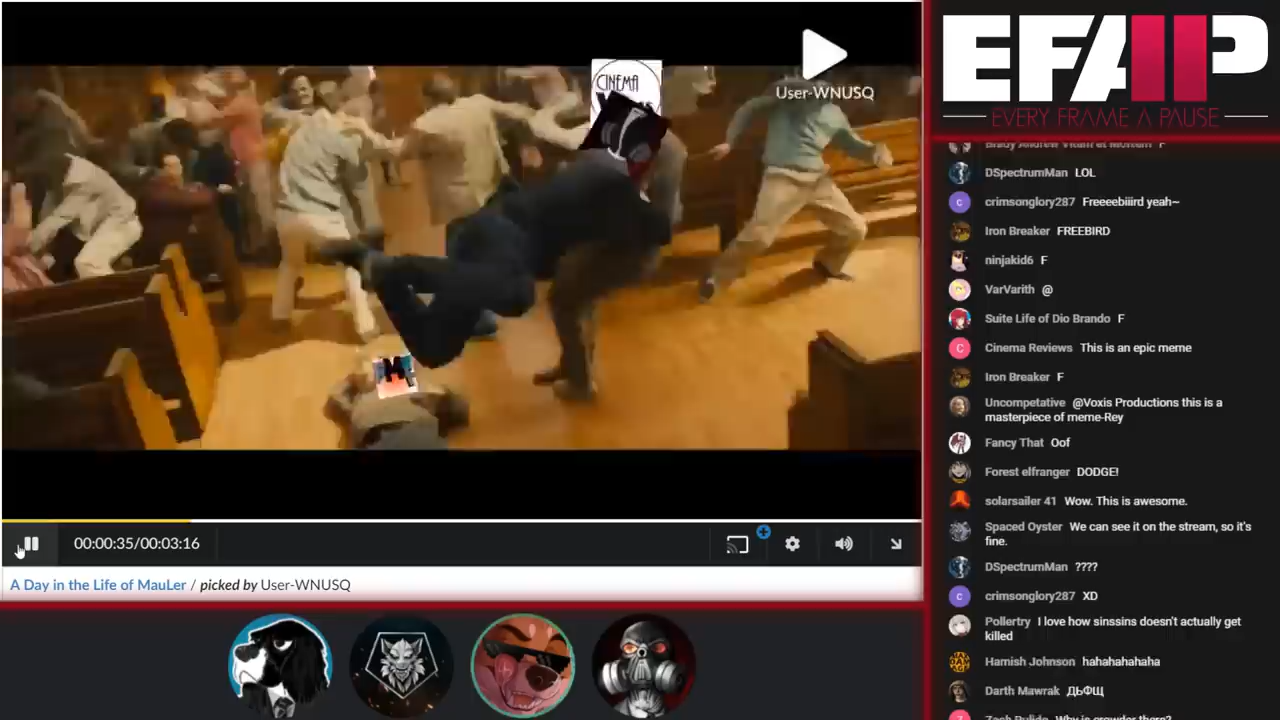 CINEMA
User-WNUSQ
ML
00:00:35/00:03:16
A Day in the Life of MauLer / picked by User-WNUSQ
EFAP
EVERY FRAME A PAUSE
DSpectrumMan LOL
crimsonglory287 Freeeebiiird yeah~
Iron Breaker FREEBIRD
ninjakid6 F
VarVarith @
Suite Life of Dio Brando F
C
Cinema Reviews This is an epic meme
Iron Breaker F
Uncompetative @Voxis Productions this is a
masterpiece of meme-Rey
Fancy That Oof
Forest elfranger DODGE!
solarsailer 41 Wow. This is awesome.
Spaced Oyster We can see it on the stream, so it's
fine.
DSpectrumMan ????
c
crimsonglory287 XD
Pollertry I love how sinssins doesn't actually get
killed
Hamish Johnson hahahahahaha
Darth Mawrak ДЬФЩ